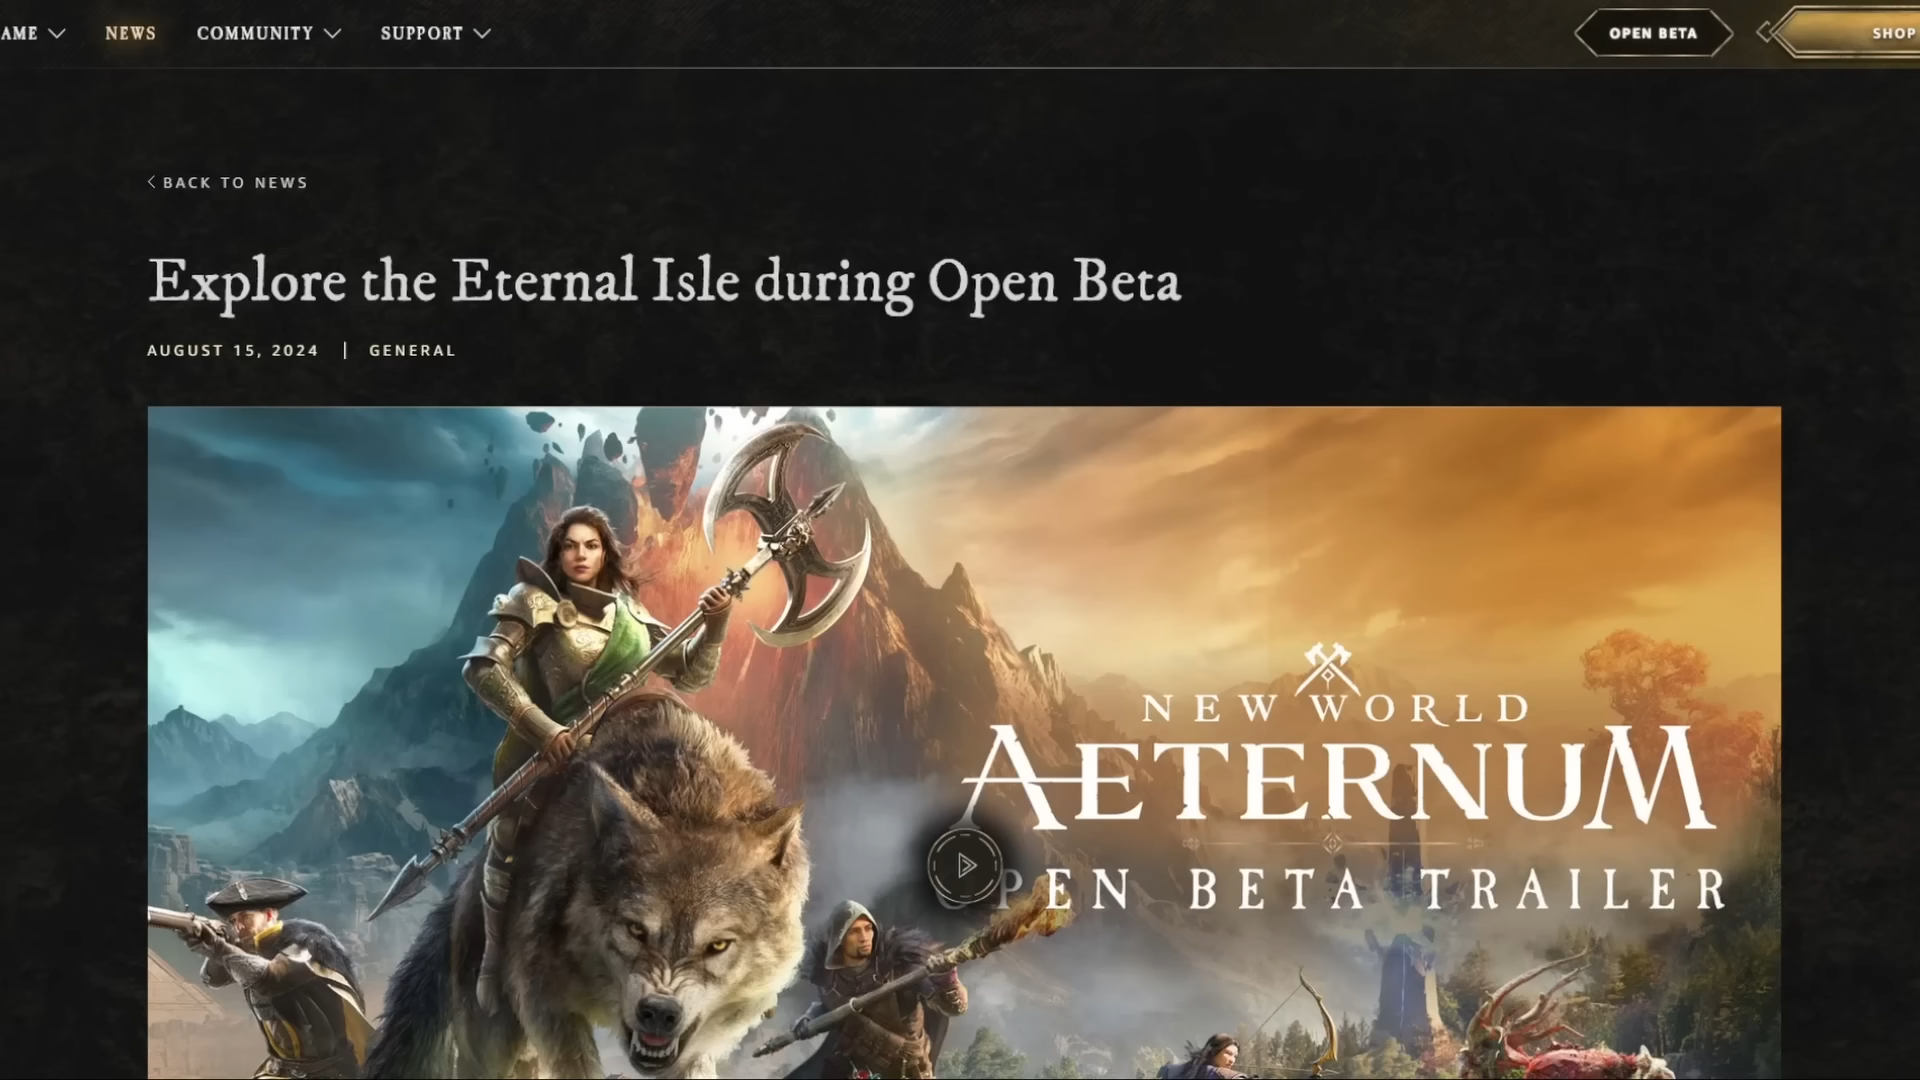 AME
NEWS
COMMUNITY
SUPPORT
OPEN BETA
SHOP
BACK TO NEWS
Explore the Eternal Isle during Open Beta
AUGUST 15, 2024 | GENERAL
NEW WORLD
AETERNUM
OPEN BETA TRAILER